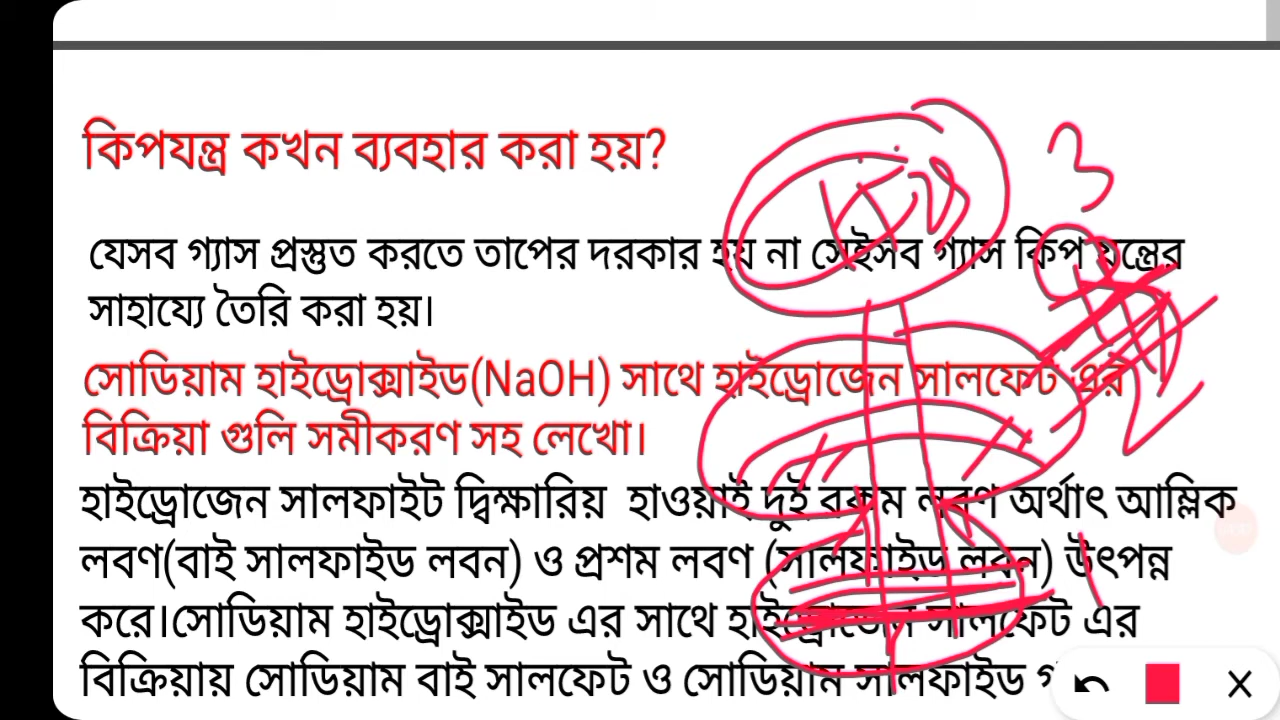 কিপযন্ত্র কখন ব্যবহার করা হয়?
3
যেসব গ্যাস প্রস্তুত করতে তাপের দরকার হয় না সেইসব গ্যাস কিপ যন্ত্রের
সাহায্যে তৈরি করা হয়।
সোডিয়াম হাইড্রোক্সাইড(NaOH) সাথে হাইড্রোজেন সালফেট এর
বিক্রিয়া গুলি সমীকরণ সহ লেখো।
হাইড্রোজেন সালফাইট দ্বিক্ষারিয় হাওয়াই দুই রকম লবণ অর্থাৎ আম্লিক
লবণ(বাই সালফাইড লবন) ও প্রশম লবণ (সালফাইড লবন) উৎপন্ন
করে।সোডিয়াম হাইড্রোক্সাইড এর সাথে হাইড্রোজেন সালফেট এর
বিক্রিয়ায় সোডিয়াম বাই সালফেট ও সোডিয়াম সালফাইড